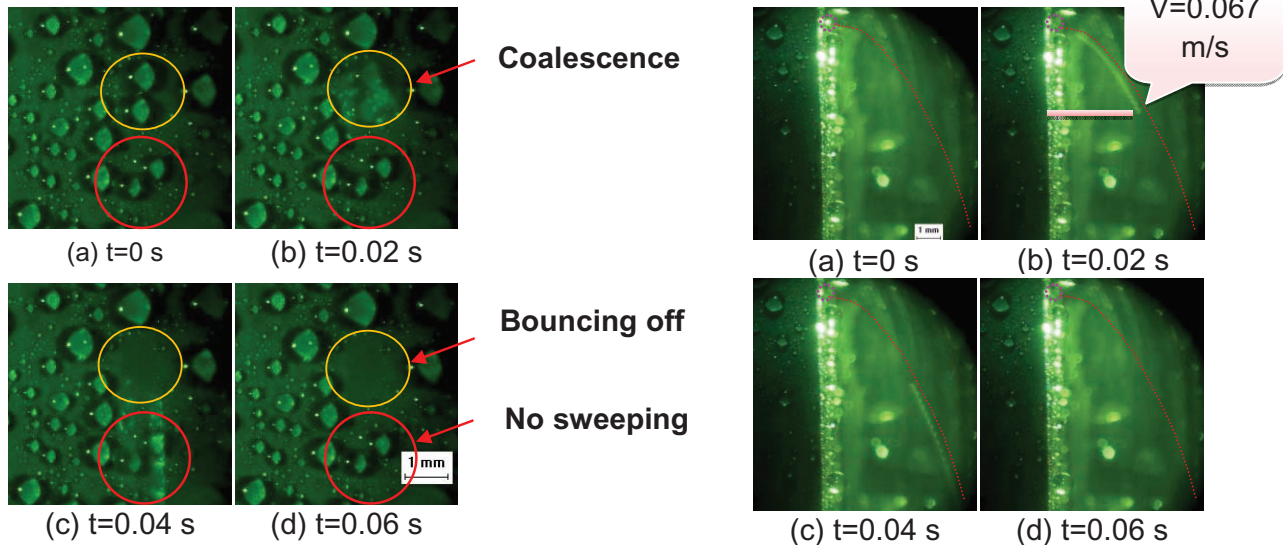 Coalescence
(a) t=0 s
(b) t=0.02 s
Bouncing off
No sweeping
1 mm
(c) t=0.04 s
(d) t=0.06 s
V=0.067
m/s
1 mm
(a) t=0 s
(b) t=0.02 s
(c) t=0.04 s
(d) t=0.06 s